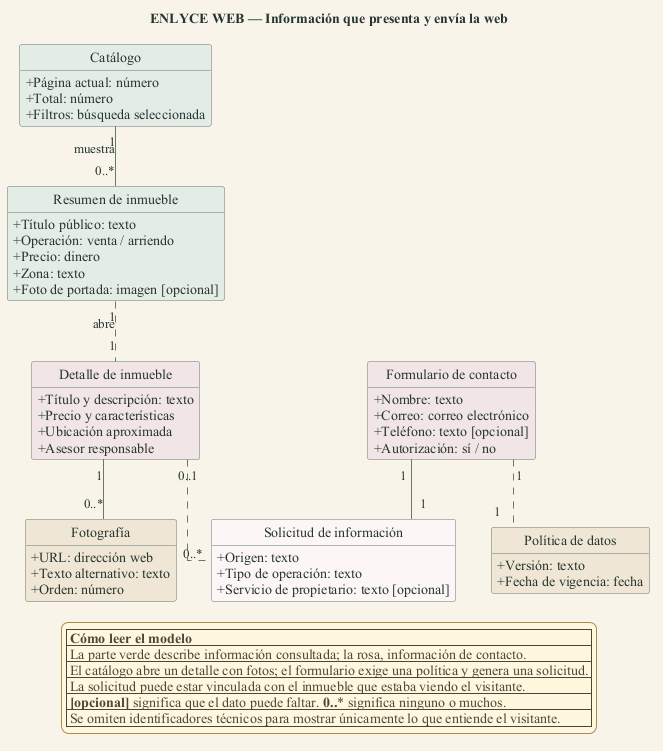 ENLYCE WEB — Información que presenta y envía la web
Catálogo
+Página actual: número
+Total: número
+Filtros: búsqueda seleccionada
1
muestra
0..*
Resumen de inmueble
+Título público: texto
+Operación: venta / arriendo
+Precio: dinero
+Zona: texto
+Foto de portada: imagen [opcional]
1
abre
1
Detalle de inmueble
+Título y descripción: texto
+Precio y características
+Ubicación aproximada
+Asesor responsable
Formulario de contacto
+Nombre: texto
+Correo: correo electrónico
+Teléfono: texto [opcional]
+Autorización: sí / no
1
0..1
1
1
0..*
0..*
1
1
Fotografía
+URL: dirección web
+Texto alternativo: texto
+Orden: número
Solicitud de información
+Origen: texto
+Tipo de operación: texto
+Servicio de propietario: texto [opcional]
Política de datos
+Versión: texto
+Fecha de vigencia: fecha
Cómo leer el modelo
La parte verde describe información consultada; la rosa, información de contacto.
El catálogo abre un detalle con fotos; el formulario exige una política y genera una solicitud.
La solicitud puede estar vinculada con el inmueble que estaba viendo el visitante.
[opcional] significa que el dato puede faltar. 0..* significa ninguno o muchos.
Se omiten identificadores técnicos para mostrar únicamente lo que entiende el visitante.